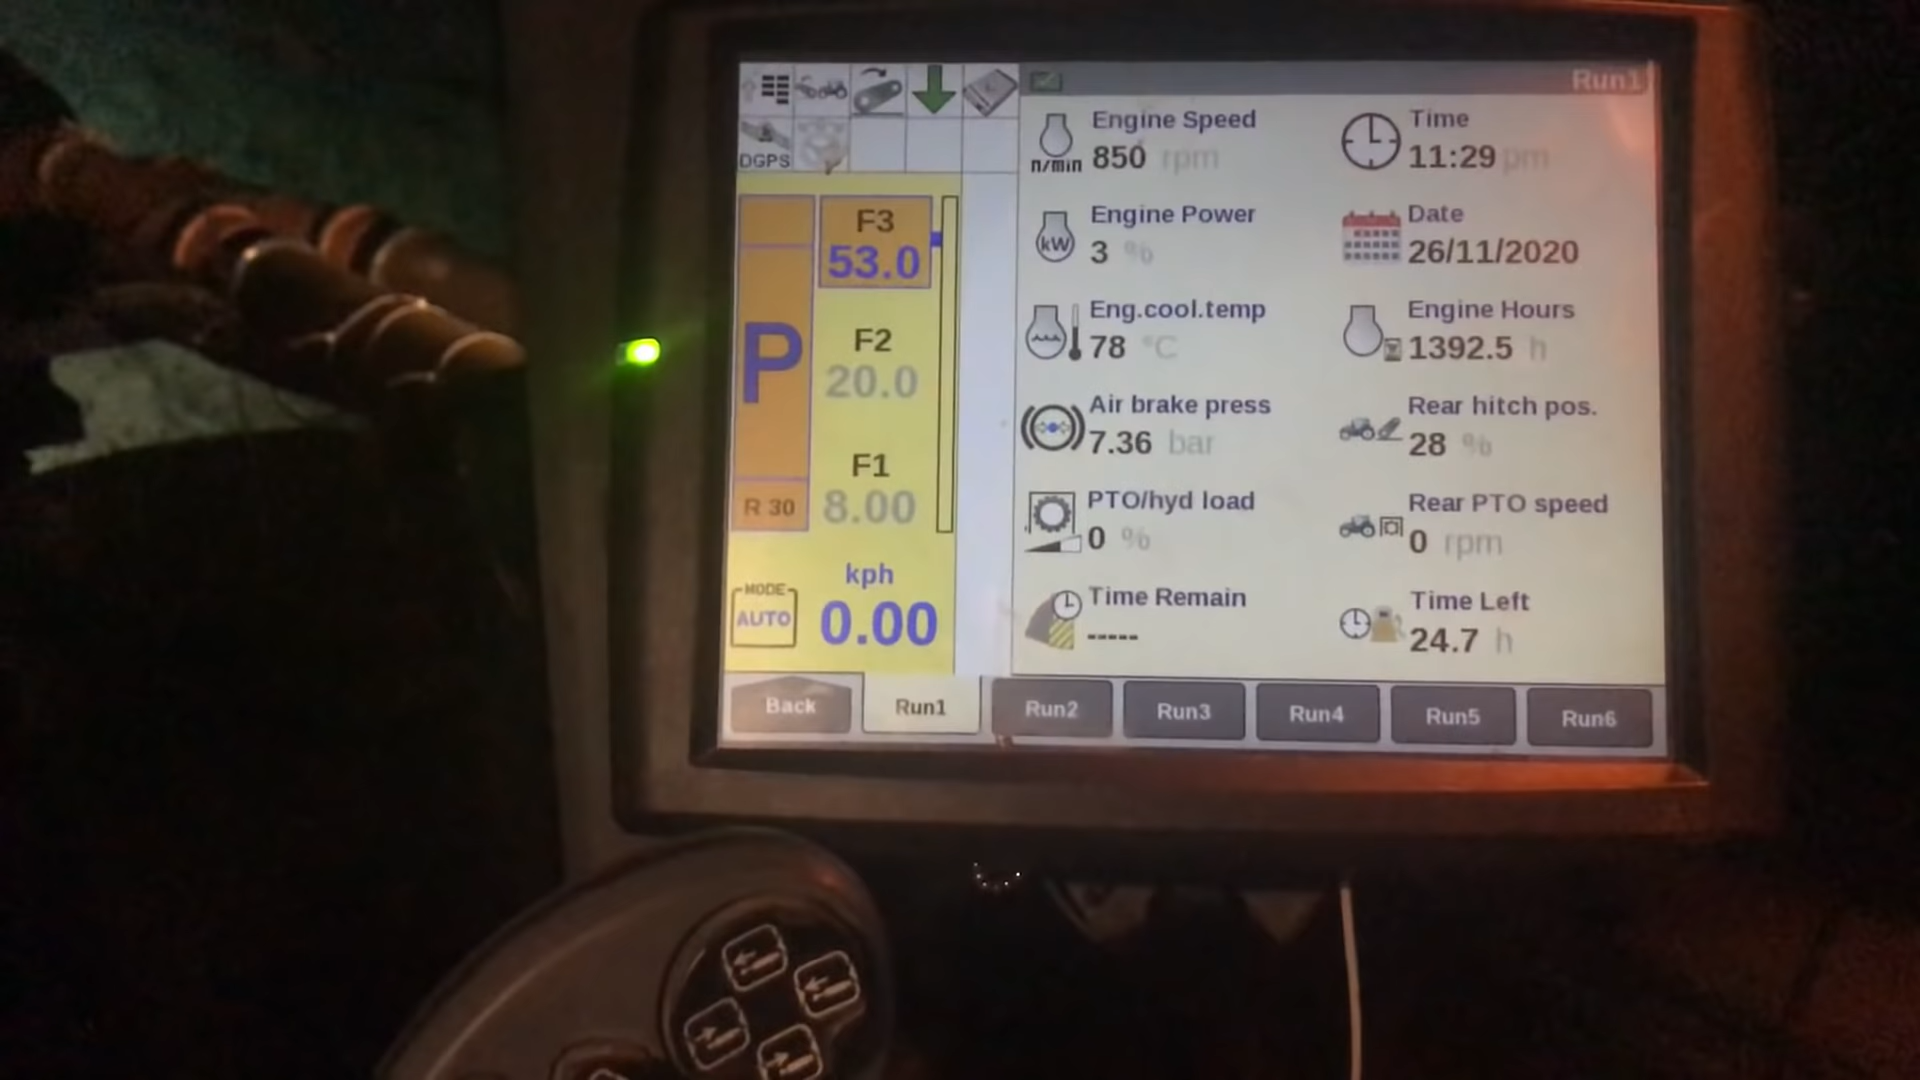 Run1
DGPS
F3
53.0
F2
20.0
P
F1
8.00
R 30
kph
MODE
AUTO
0.00
Engine Speed
n/min
850 rpm
Time
11:29 pm
Engine Power
kW
3 %
Date
26/11/2020
Eng.cool.temp
78 °C
Engine Hours
1392.5 h
Air brake press
7.36 bar
Rear hitch pos.
28 %
PTO/hyd load
0 %
Rear PTO speed
0 rpm
Time Remain
-----
Time Left
24.7 h
Back
Run1
Run2
Run3
Run4
Run5
Run6